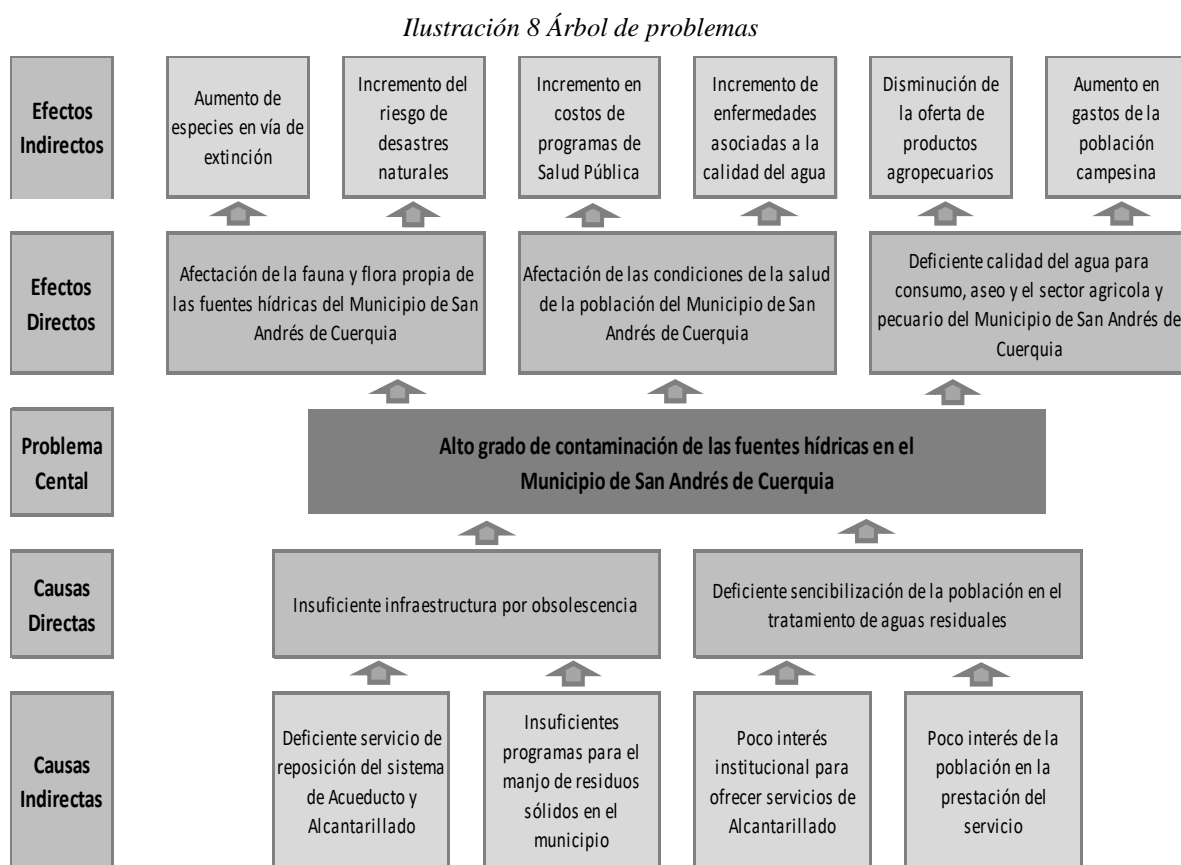 Ilustración 8 Árbol de problemas
Efectos
Indirectos
Aumento de
especies en vía de
extinción
Incremento del
riesgo de
desastres
naturales
Incremento en
costos de
programas de
Salud Pública
Incremento de
enfermedades
asociadas a la
calidad del agua
Disminución de
la oferta de
productos
agropecuarios
Aumento en
gastos de la
población
campesina
Efectos
Directos
Afectación de la fauna y flora propia de
las fuentes hídricas del Municipio de San
Andrés de Cuerquia
Afectación de las condiciones de la salud
de la población del Municipio de San
Andrés de Cuerquia
Deficiente calidad del agua para
consumo, aseo y el sector agricola y
pecuario del Municipio de San Andrés de
Cuerquia
Problema
Cental
Alto grado de contaminación de las fuentes hídricas en el
Municipio de San Andrés de Cuerquia
Causas
Directas
Insuficiente infraestructura por obsolescencia
Deficiente sencibilización de la población en el
tratamiento de aguas residuales
Causas
Indirectas
Deficiente servicio de
reposición del sistema
de Acueducto y
Alcantarillado
Insuficientes
programas para el
manjo de residuos
sólidos en el
municipio
Poco interés
institucional para
ofrecer servicios de
Alcantarillado
Poco interés de la
población en la
prestación del
servicio